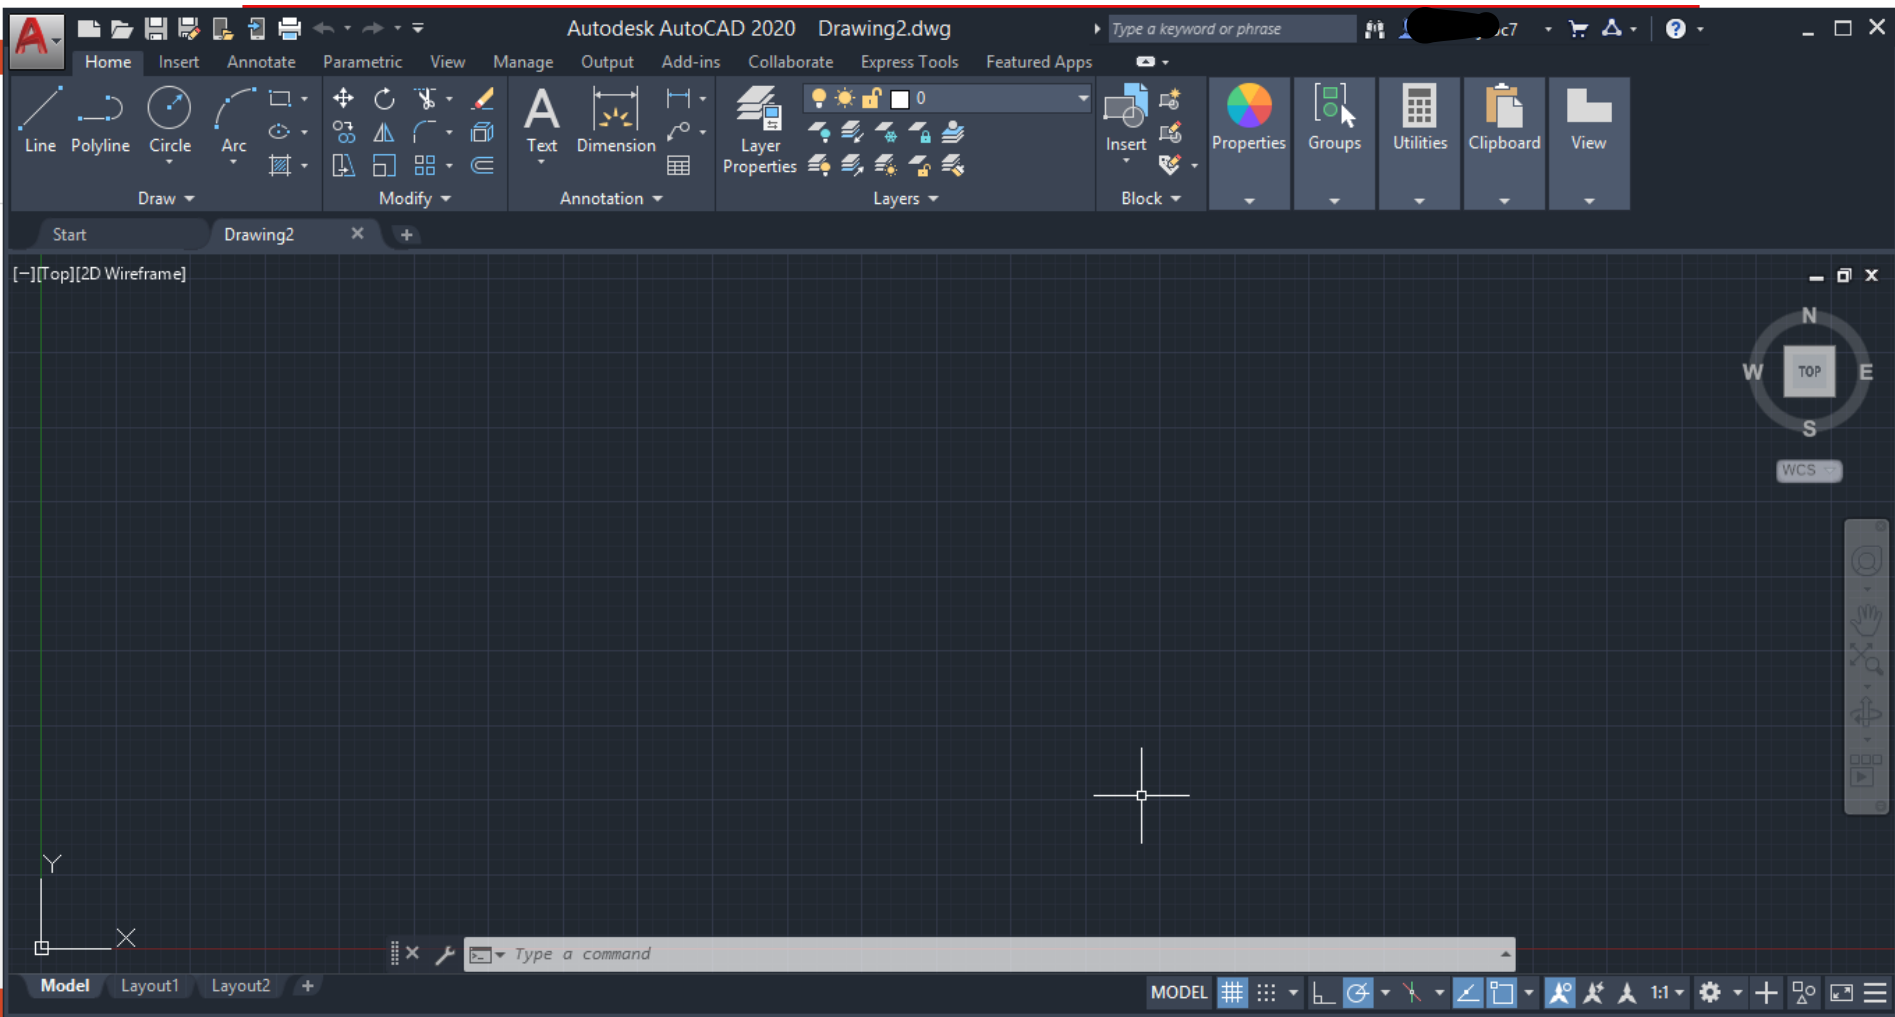 Autodesk AutoCAD 2020 Drawing2.dwg Type a keyword or phrase
Home Insert Annotate Parametric View Manage Output Add-ins Collaborate Express Tools Featured Apps
0
Line Polyline Circle Arc Text Dimension Layer Properties Insert Properties Groups Utilities Clipboard View
Draw Modify Annotation Layers Block
Start Drawing2
[−][Top][2D Wireframe]
N
W TOP E
S
WCS
Y
X
Type a command
Model Layout1 Layout2
MODEL 1:1